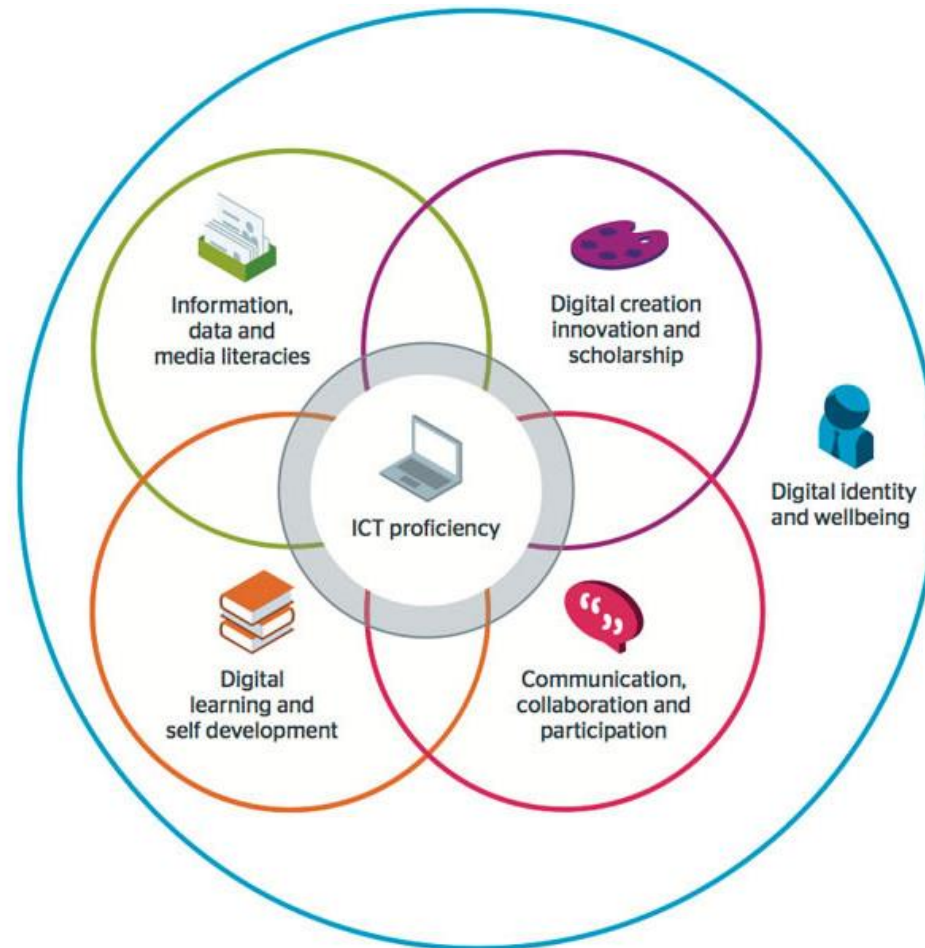 Information,
data and
media literacies
Digital creation
innovation and
scholarship
Digital identity
and wellbeing
ICT proficiency
Digital
learning and
self development
Communication,
collaboration and
participation